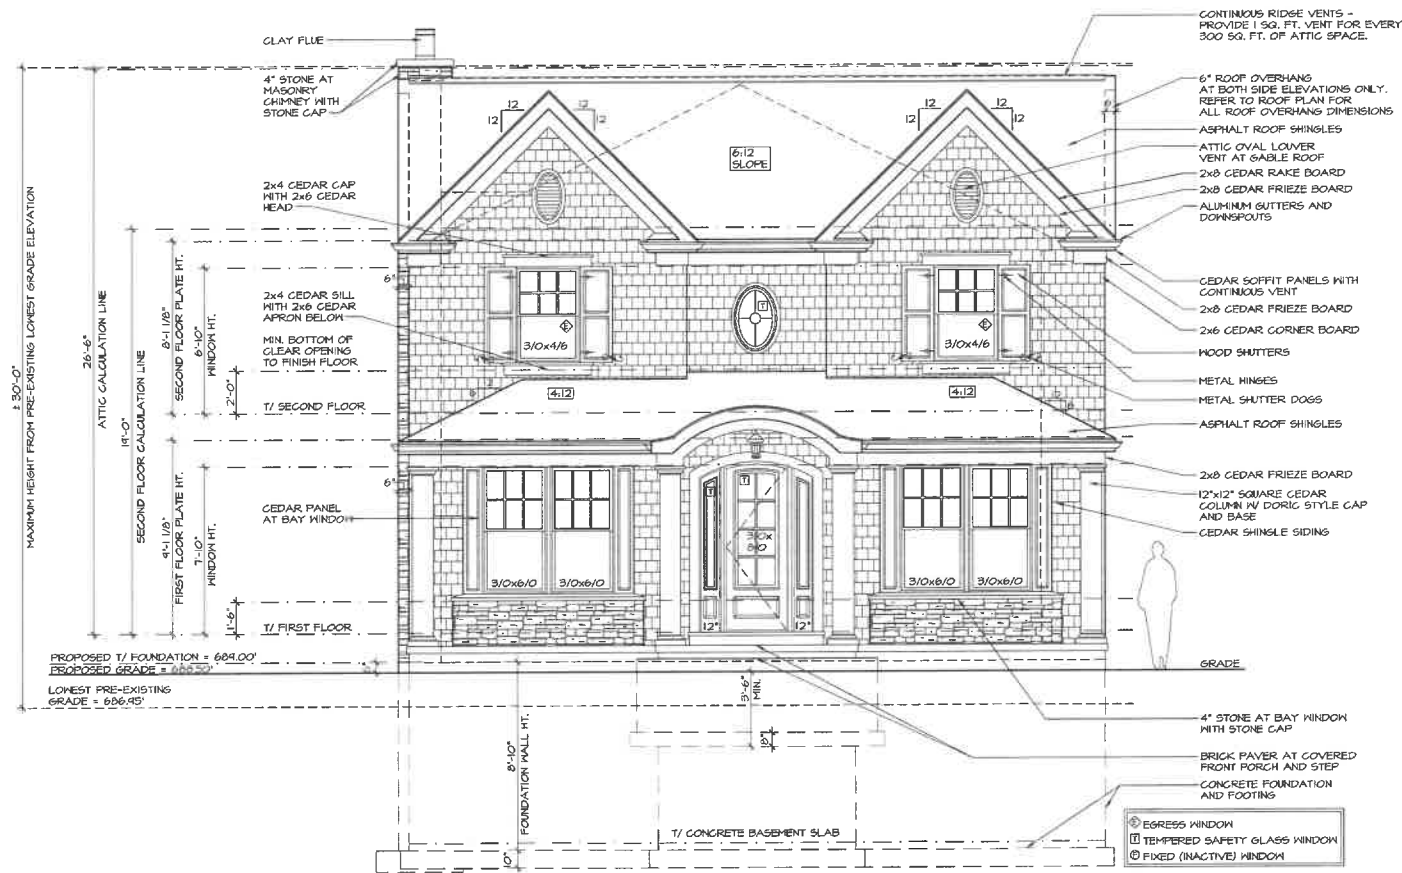 CONTINUOUS RIDGE VENTS -
PROVIDE 1 SQ. FT. VENT FOR EVERY
300 SQ. FT. OF ATTIC SPACE.
CLAY FLUE
4" STONE AT
MASONRY
CHIMNEY WITH
STONE CAP
6" ROOF OVERHANG
AT BOTH SIDE ELEVATIONS ONLY.
REFER TO ROOF PLAN FOR
ALL ROOF OVERHANG DIMENSIONS
12
12
12
12
12
12
12
12
ASPHALT ROOF SHINGLES
6:12
SLOPE
ATTIC OVAL LOUVER
VENT AT GABLE ROOF
2x8 CEDAR RAKE BOARD
2x4 CEDAR CAP
WITH 2x6 CEDAR
HEAD
2x8 CEDAR FRIEZE BOARD
ALUMINUM GUTTERS AND
DOWNSPOUTS
± 30'-0"
MAXIMUM HEIGHT FROM PRE-EXISTING LOWEST GRADE ELEVATION
26'-6"
ATTIC CALCULATION LINE
19'-0"
SECOND FLOOR CALCULATION LINE
8'-1 1/8"
SECOND FLOOR PLATE HT.
6'-10"
WINDOW HT.
2'-0"
6"
CEDAR SOFFIT PANELS WITH
CONTINUOUS VENT
2x4 CEDAR SILL
WITH 2x6 CEDAR
APRON BELOW
T
2x8 CEDAR FRIEZE BOARD
2x6 CEDAR CORNER BOARD
E
E
MIN. BOTTOM OF
CLEAR OPENING
TO FINISH FLOOR
3/0x4/6
3/0x4/6
WOOD SHUTTERS
METAL HINGES
4:12
4:12
METAL SHUTTER DOGS
T/ SECOND FLOOR
ASPHALT ROOF SHINGLES
9'-1 1/8"
FIRST FLOOR PLATE HT.
7'-10"
WINDOW HT.
1'-6"
6"
2x8 CEDAR FRIEZE BOARD
T
T
12"x12" SQUARE CEDAR
COLUMN W/ DORIC STYLE CAP
AND BASE
CEDAR PANEL
AT BAY WINDOW
CEDAR SHINGLE SIDING
3/0x
8/0
3/0x6/0
3/0x6/0
3/0x6/0
3/0x6/0
12"
12"
T/ FIRST FLOOR
PROPOSED T/ FOUNDATION = 689.00'
PROPOSED GRADE =
GRADE
LOWEST PRE-EXISTING
GRADE = 686.95'
3'-6"
MIN.
8"
4" STONE AT BAY WINDOW
WITH STONE CAP
8'-10"
FOUNDATION WALL HT.
BRICK PAVER AT COVERED
FRONT PORCH AND STEP
CONCRETE FOUNDATION
AND FOOTING
T/ CONCRETE BASEMENT SLAB
10"
E EGRESS WINDOW
T TEMPERED SAFETY GLASS WINDOW
F FIXED (INACTIVE) WINDOW